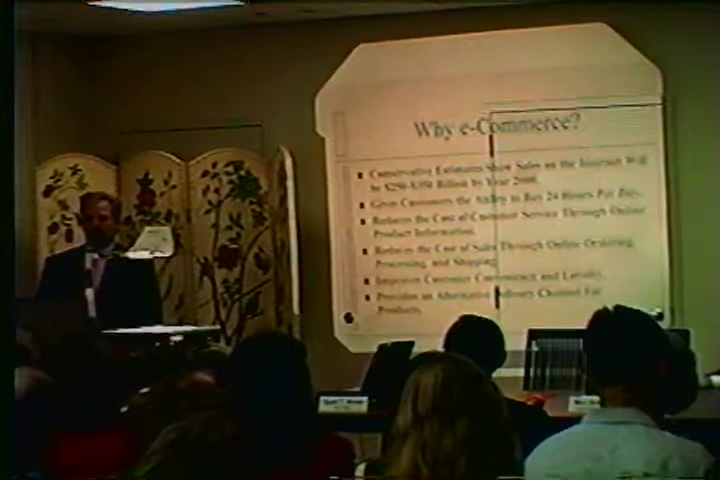 Why e-Commerce?
Conservative Estimates Show Sales on the Internet Will
be $250-$350 Billion by Year 2000.
Gives Customers the Ability to Buy 24 Hours Per Day.
Reduces the Cost of Customer Service Through Online
Product Information.
Reduces the Cost of Sales Through Online Ordering,
Processing, and Shipping.
Improves Customer Convenience and Loyalty.
Provides an Alternative Delivery Channel For
Products.